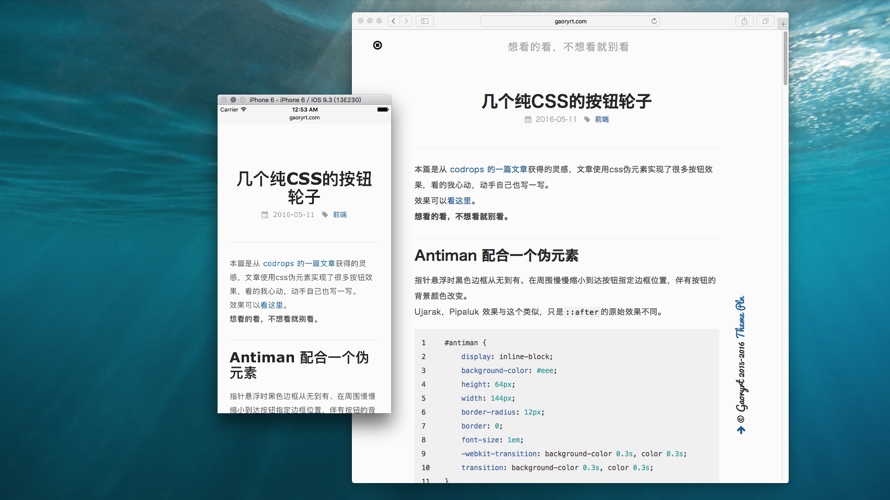 gaoryrt.com
想看的看，不想看就别看
几个纯CSS的按钮轮子
2016-05-11 前端
本篇是从 codrops 的一篇文章获得的灵感，文章使用css伪元素实现了很多按钮效
果，看的我心动，动手自己也写一写。
效果可以看这里。
想看的看，不想看就别看。
Antiman 配合一个伪元素
指针悬浮时黑色边框从无到有、在周围慢慢缩小到达按钮指定边框位置，伴有按钮的
背景颜色改变。
Ujarak，Pipaluk 效果与这个类似，只是::after的原始效果不同。
1 #antiman {
2 display: inline-block;
3 background-color: #eee;
4 height: 64px;
5 width: 144px;
6 border-radius: 12px;
7 border: 0;
8 font-size: 1em;
9 -webkit-transition: background-color 0.3s, color 0.3s;
10 transition: background-color 0.3s, color 0.3s;
11 }
© Gaoryrt 2015-2016 Theme Pln
iPhone 6 - iPhone 6 / iOS 9.3 (13E230)
Carrier 12:53 AM
gaoryrt.com
几个纯CSS的按钮
轮子
2016-05-11 前端
本篇是从 codrops 的一篇文章获得的灵
感，文章使用css伪元素实现了很多按钮效
果，看的我心动，动手自己也写一写。
效果可以看这里。
想看的看，不想看就别看。
Antiman 配合一个伪
元素
指针悬浮时黑色边框从无到有、在周围慢慢
缩小到达按钮指定边框位置，伴有按钮的背